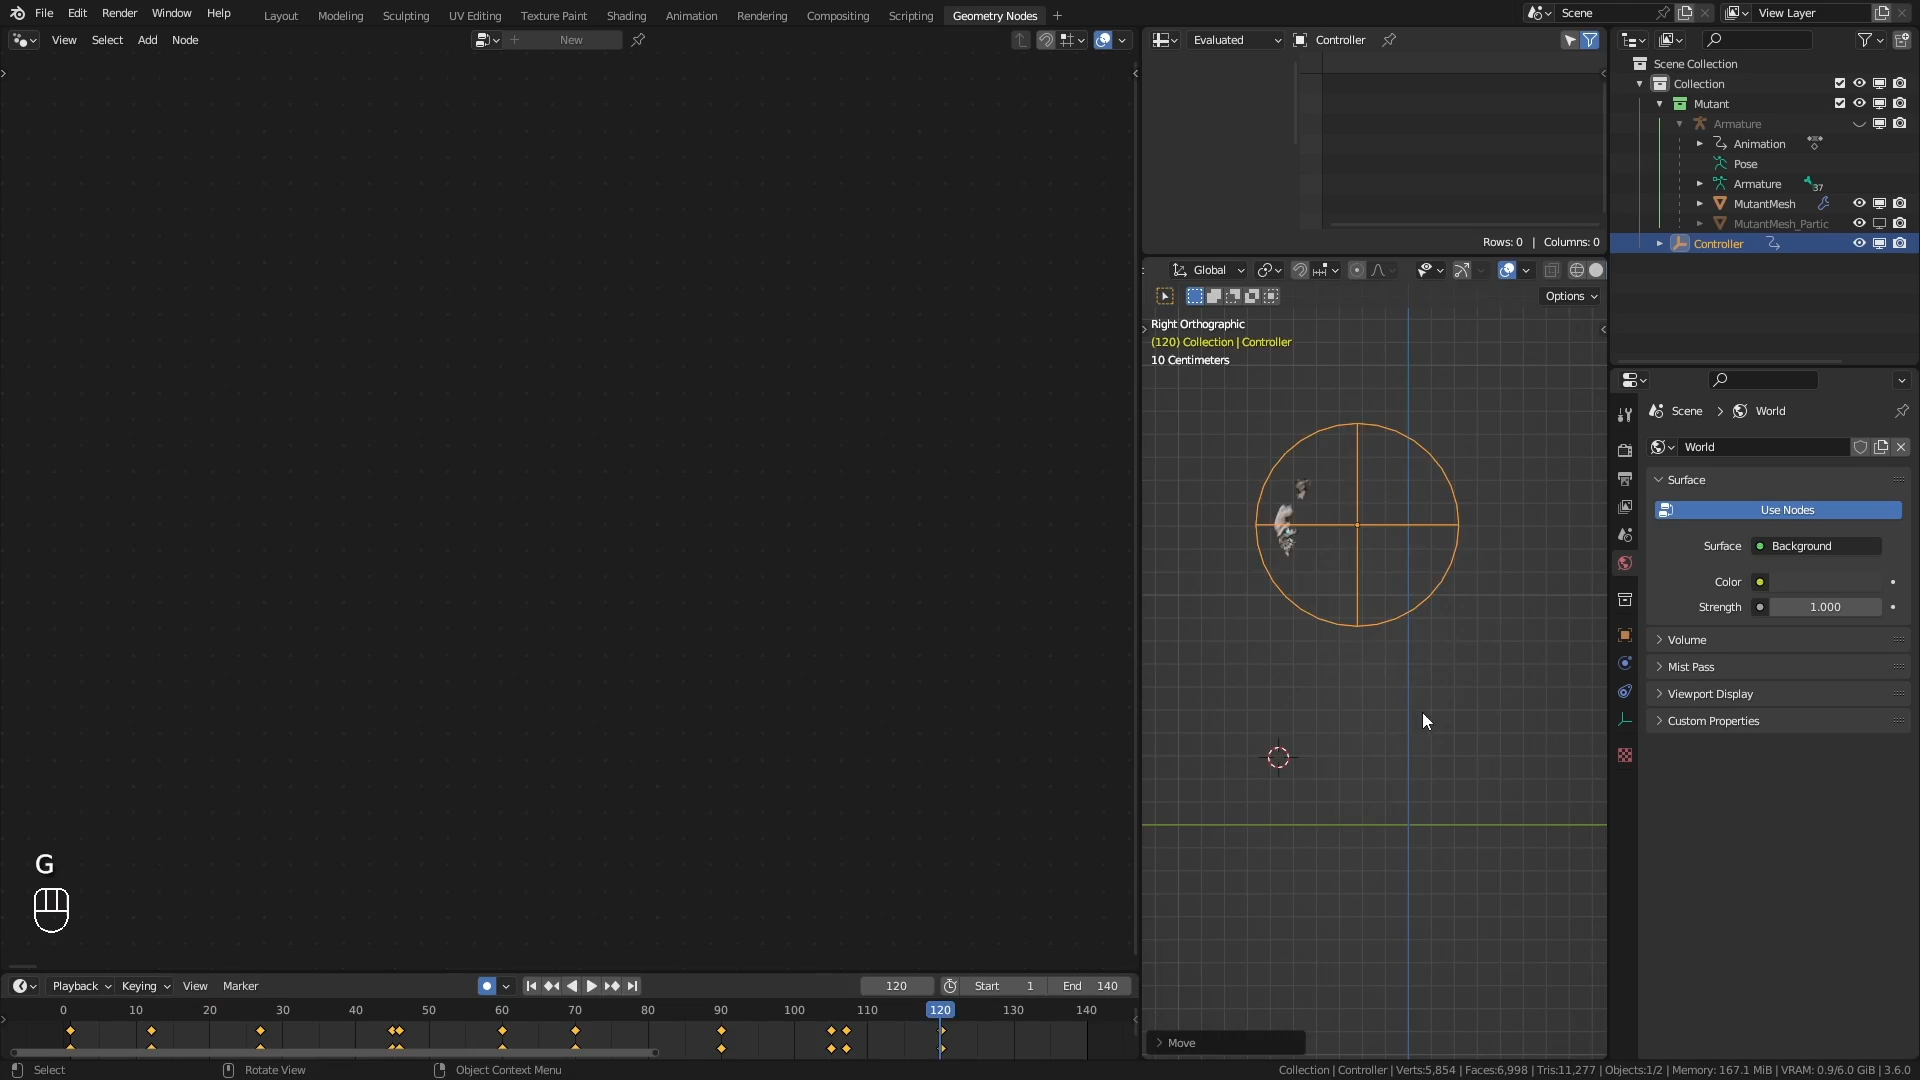 File Edit Render Window Help Layout Modeling Sculpting UV Editing Texture Paint Shading Animation Rendering Compositing Scripting Geometry Nodes + Scene View Layer
View Select Add Node New Evaluated Controller
Scene Collection
Collection
Mutant
Armature
Animation
Pose
Armature 37
MutantMesh
MutantMesh_Partic
Rows: 0 | Columns: 0
Controller
Global
Options
Right Orthographic
(120) Collection | Controller
10 Centimeters
Scene World
World
Surface
Use Nodes
Surface Background
Color
Strength 1.000
Volume
Mist Pass
Viewport Display
Custom Properties
G
Playback Keying View Marker 120 Start 1 End 140
0 10 20 30 40 50 60 70 80 90 100 110 120 130 140
Move
Select Rotate View Object Context Menu Collection | Controller | Verts:5,854 | Faces:6,998 | Tris:11,277 | Objects:1/2 | Memory: 167.1 MiB | VRAM: 0.9/6.0 GiB | 3.6.0